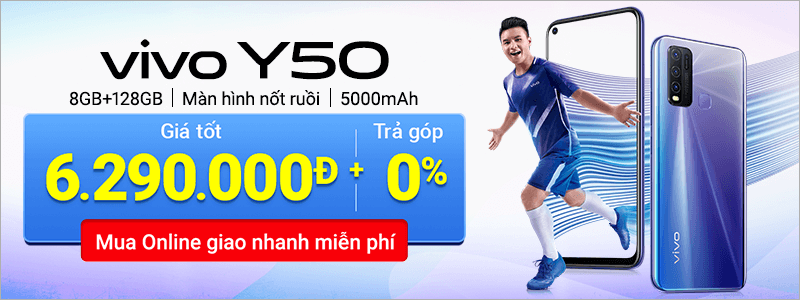 vivo Y50
8GB+128GB | Màn hình nốt ruồi | 5000mAh
Giá tốt
Trả góp
6.290.000Đ + 0%
Mua Online giao nhanh miễn phí
vivo